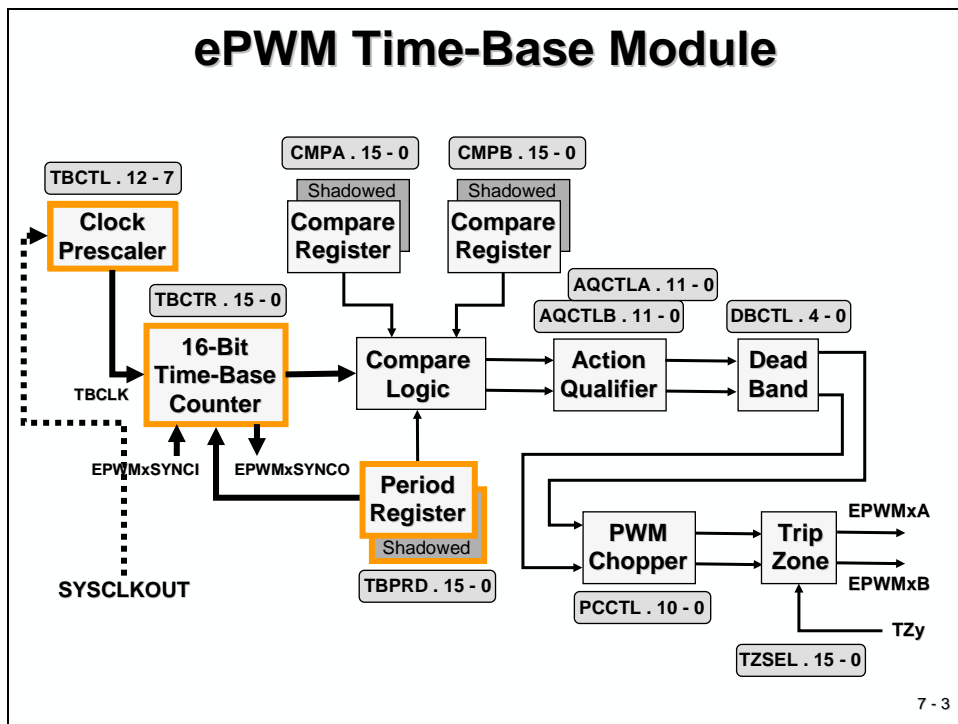 ePWM Time-Base Module
CMPA . 15 - 0
CMPB . 15 - 0
TBCTL . 12 - 7
Shadowed
Shadowed
Clock
Prescaler
Compare
Register
Compare
Register
TBCTR . 15 - 0
AQCTLA . 11 - 0
AQCTLB . 11 - 0
DBCTL . 4 - 0
16-Bit
Time-Base
Counter
Compare
Logic
Action
Qualifier
Dead
Band
TBCLK
EPWMxSYNCI
EPWMxSYNCO
Period
Register
Shadowed
TBPRD . 15 - 0
SYSCLKOUT
PWM
Chopper
PCCTL . 10 - 0
Trip
Zone
EPWMxA
EPWMxB
TZy
TZSEL . 15 - 0
7 - 3